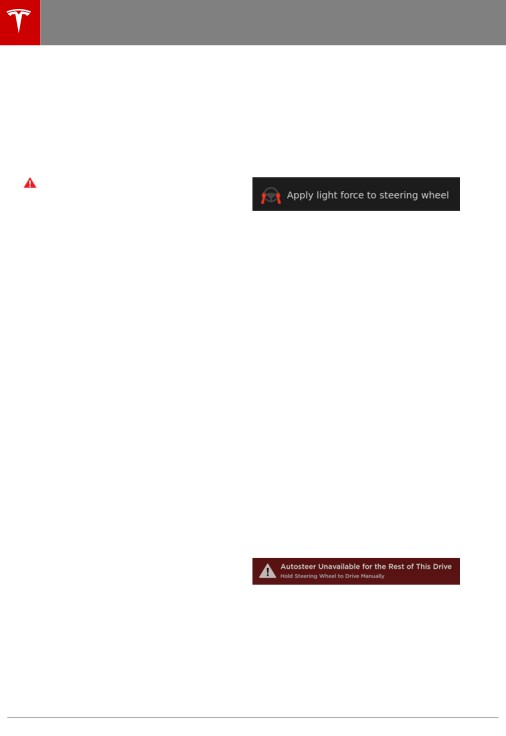 Apply light force to steering wheel
Autosteer Unavailable for the Rest of This Drive
Hold Steering Wheel to Drive Manually